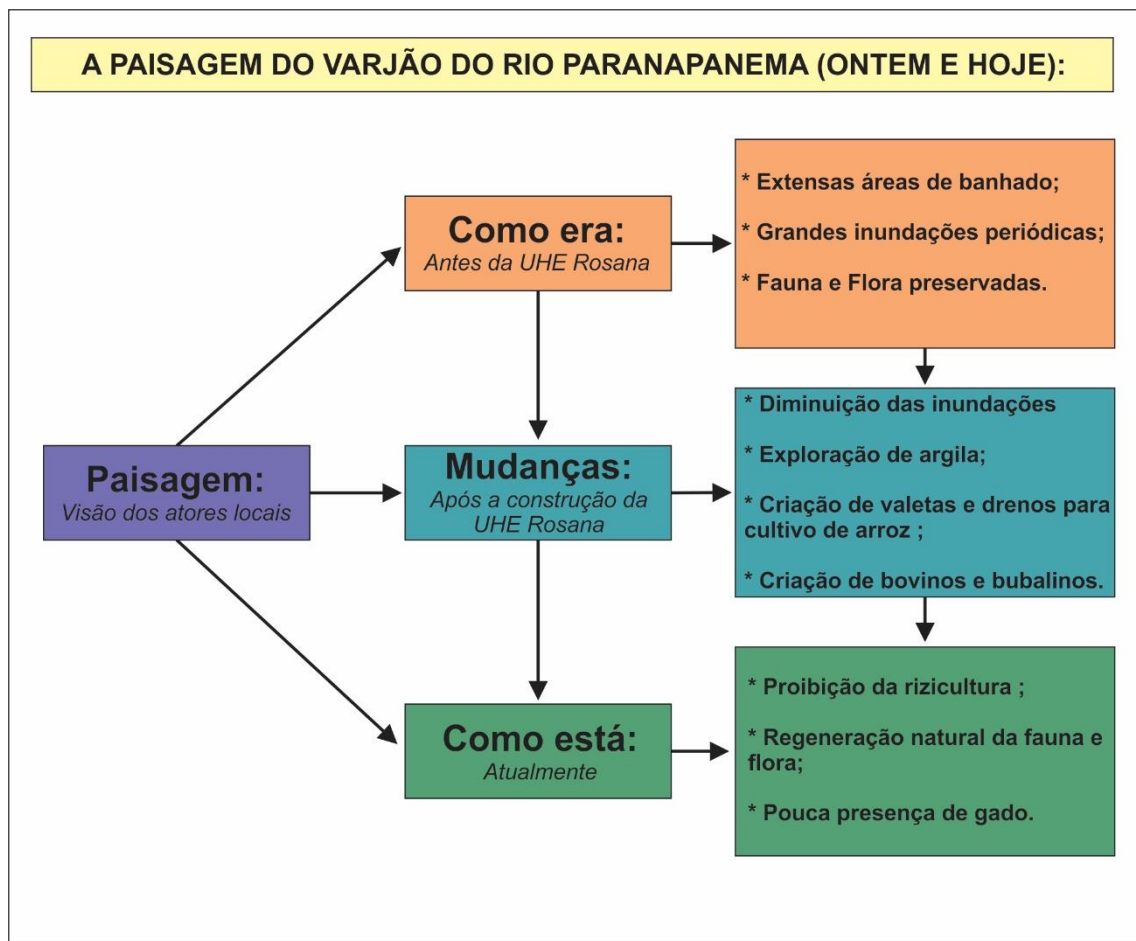 A PAISAGEM DO VARJÃO DO RIO PARANAPANEMA (ONTEM E HOJE):
Paisagem:
Visão dos atores locais
Como era:
Antes da UHE Rosana
* Extensas áreas de banhado;
* Grandes inundações periódicas;
* Fauna e Flora preservadas.
Mudanças:
Após a construção da
UHE Rosana
* Diminuição das inundações
* Exploração de argila;
* Criação de valetas e drenos para
cultivo de arroz ;
* Criação de bovinos e bubalinos.
Como está:
Atualmente
* Proibição da rizicultura ;
* Regeneração natural da fauna e
flora;
* Pouca presença de gado.